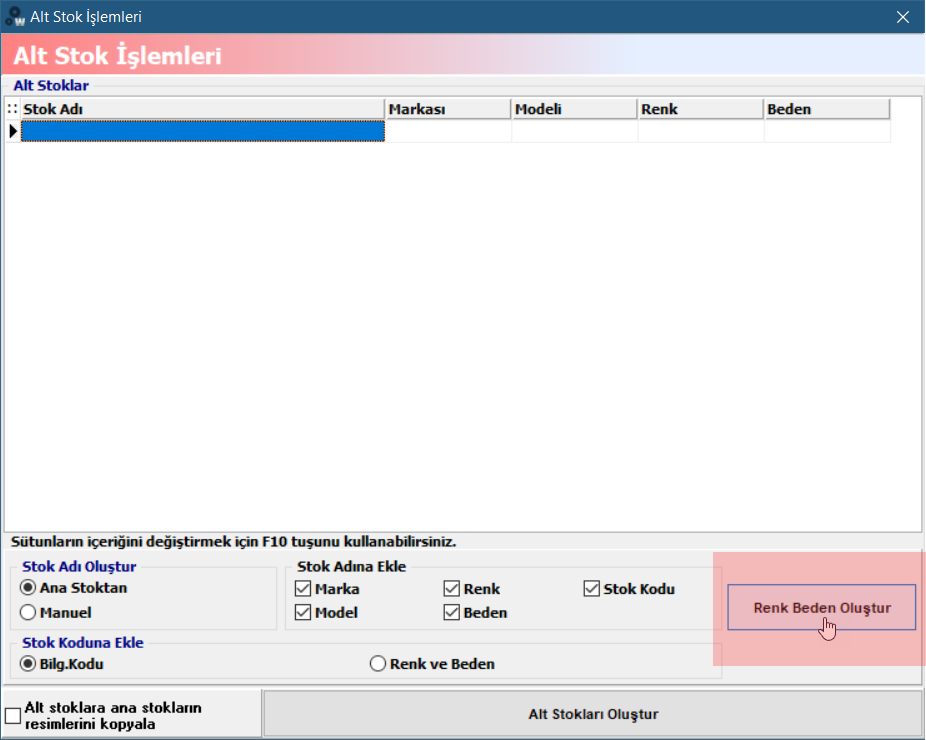 Alt Stok İşlemleri
Alt Stok İşlemleri
Alt Stoklar
Stok Adı Markası Modeli Renk Beden
Sütunların içeriğini değiştirmek için F10 tuşunu kullanabilirsiniz.
Stok Adı Oluştur Stok Adına Ekle
Ana Stoktan Marka Renk Stok Kodu
Manuel Model Beden
Renk Beden Oluştur
Stok Koduna Ekle
Bilg.Kodu Renk ve Beden
Alt stoklara ana stokların
resimlerini kopyala
Alt Stokları Oluştur